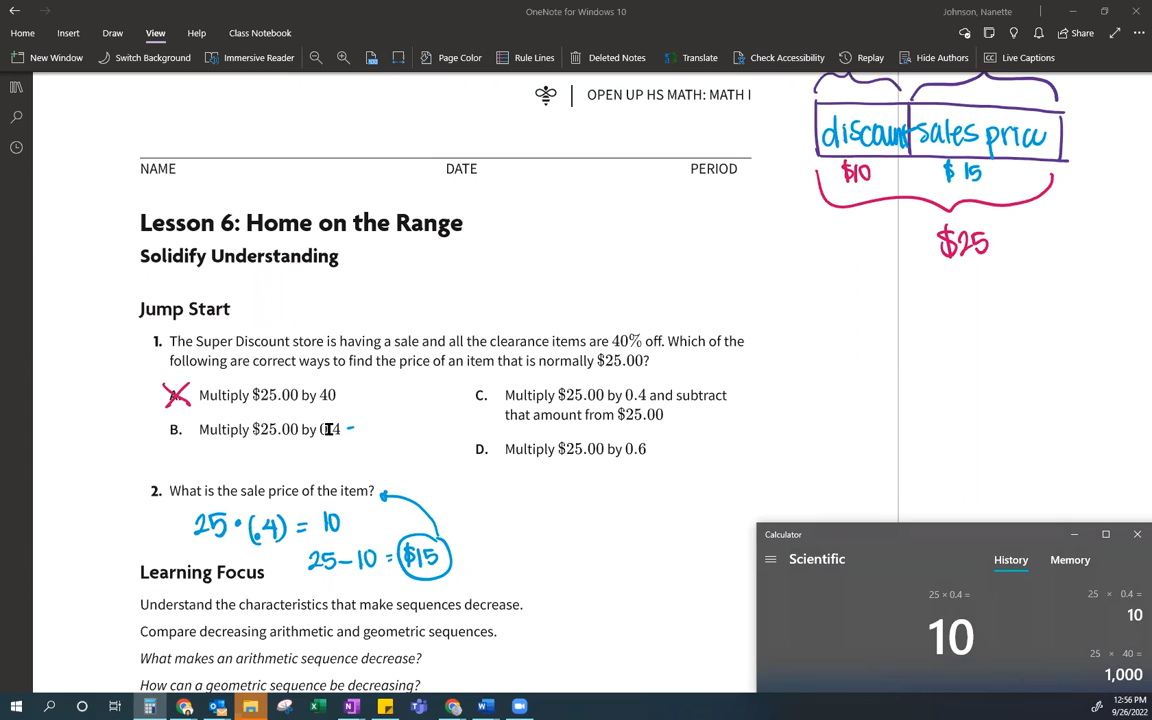 OneNote for Windows 10
Johnson, Nanette
Home Insert Draw View Help Class Notebook
Share
New Window Switch Background Immersive Reader Page Color Rule Lines Deleted Notes Translate Check Accessibility Replay Hide Authors Live Captions
OPEN UP HS MATH: MATH I
discount sales price
$10 $15
$25
NAME DATE PERIOD
Lesson 6: Home on the Range
Solidify Understanding
Jump Start
1. The Super Discount store is having a sale and all the clearance items are 40% off. Which of the
following are correct ways to find the price of an item that is normally $25.00?
A. Multiply $25.00 by 40
B. Multiply $25.00 by 0.4 -
C. Multiply $25.00 by 0.4 and subtract
that amount from $25.00
D. Multiply $25.00 by 0.6
2. What is the sale price of the item?
25 • (.4) = 10
25 - 10 = $15
Learning Focus
Understand the characteristics that make sequences decrease.
Compare decreasing arithmetic and geometric sequences.
What makes an arithmetic sequence decrease?
How can a geometric sequence be decreasing?
Calculator
Scientific
History Memory
25 × 0.4 =
10
25 × 0.4 =
10
25 × 40 =
1,000
12:56 PM
9/26/2022